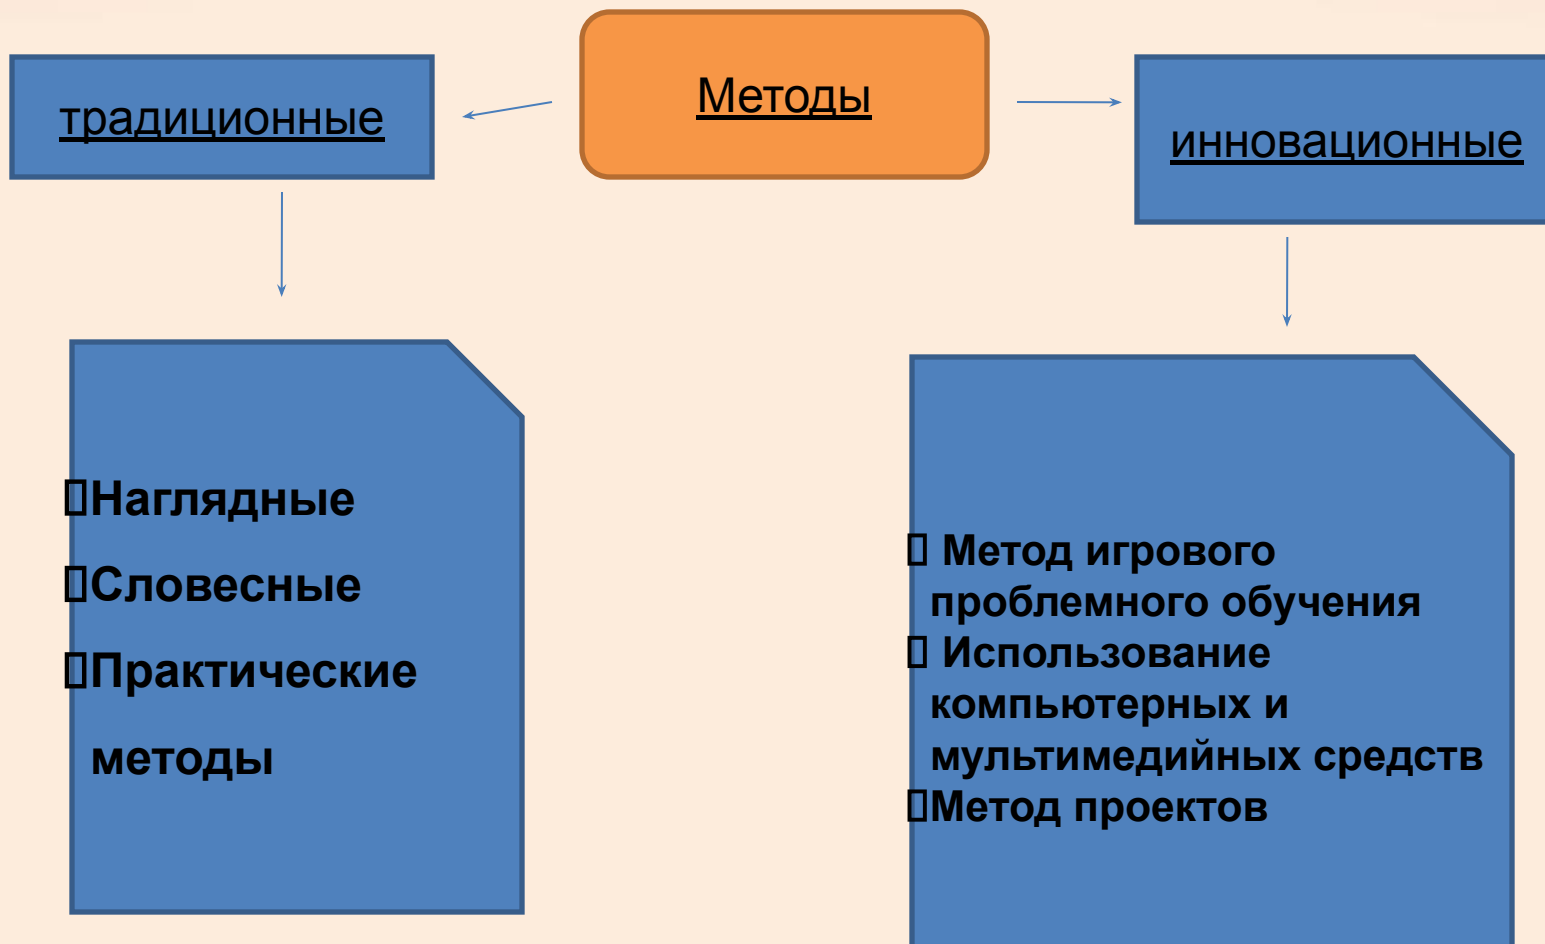 Методы
традиционные
инновационные
Наглядные
Словесные
Практические
методы
Метод игрового
проблемного обучения
Использование
компьютерных и
мультимедийных средств
Метод проектов